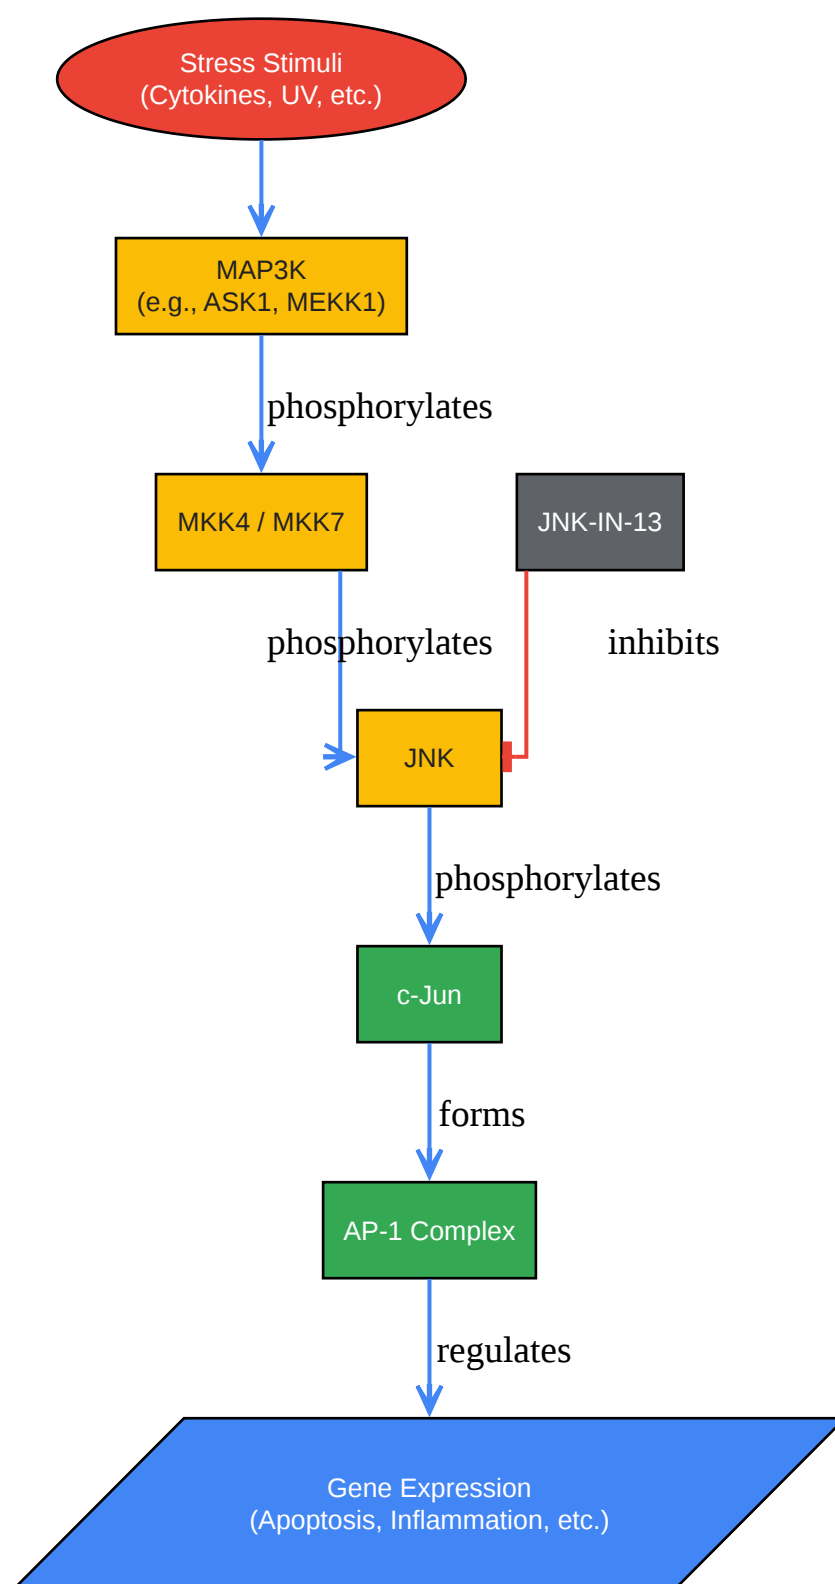 Stress Stimuli
(Cytokines, UV, etc.)
MAP3K
(e.g., ASK1, MEKK1)
phosphorylates
MKK4 / MKK7
JNK-IN-13
phosphorylates
inhibits
JNK
phosphorylates
c-Jun
forms
AP-1 Complex
regulates
Gene Expression
(Apoptosis, Inflammation, etc.)